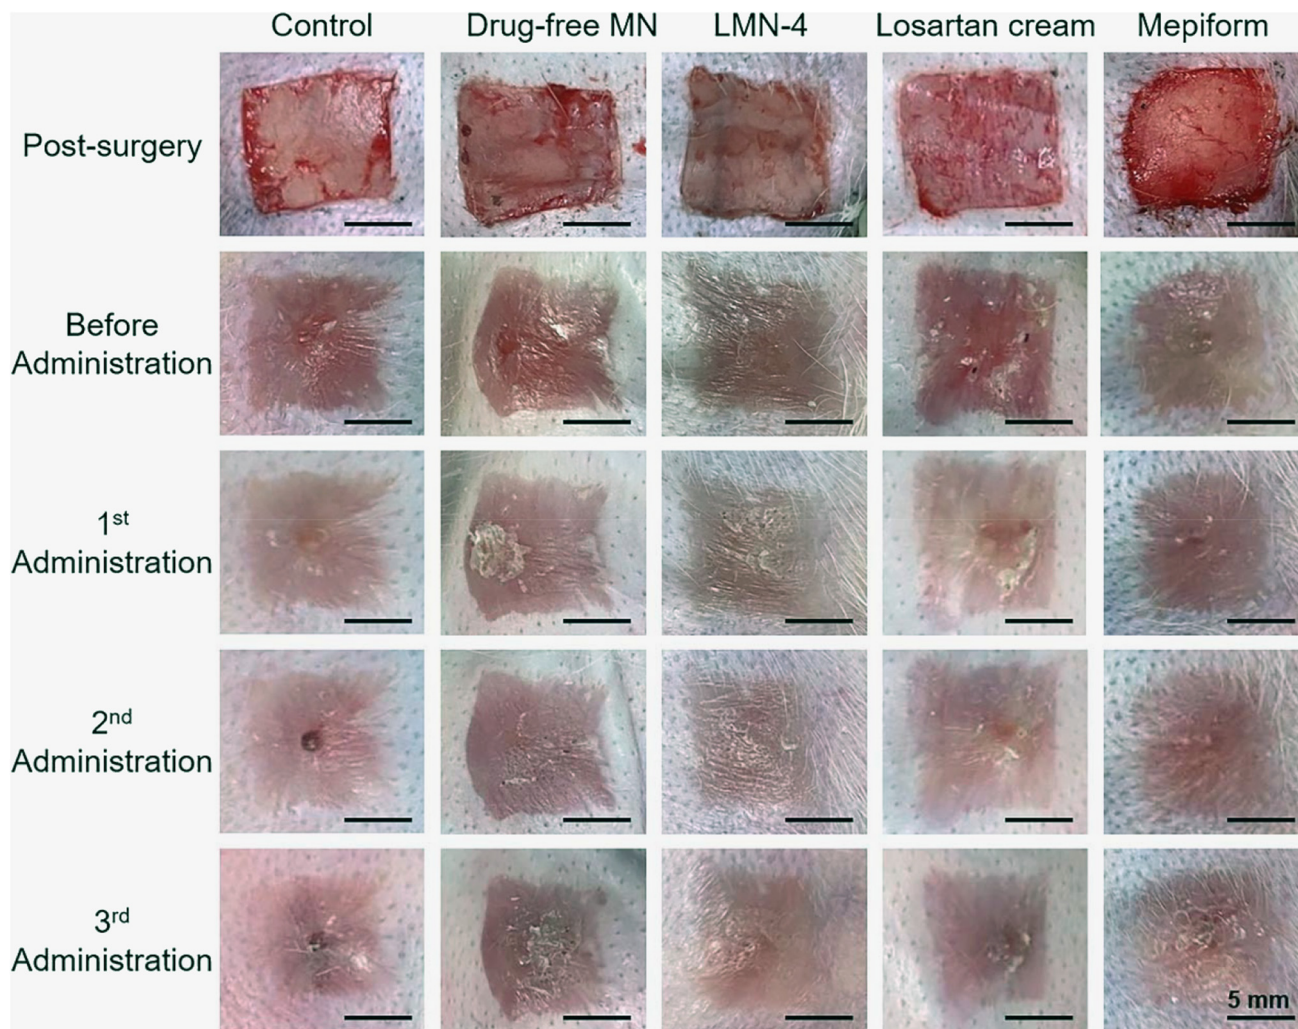 Control Drug-free MN LMN-4 Losartan cream Mepiform
Post-surgery
Before
Administration
1st
Administration
2nd
Administration
3rd
Administration
5 mm